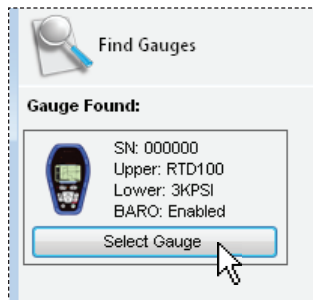 Find Gauges
Gauge Found:
SN: 000000
Upper: RTD100
Lower: 3KPSI
BARO: Enabled
Select Gauge